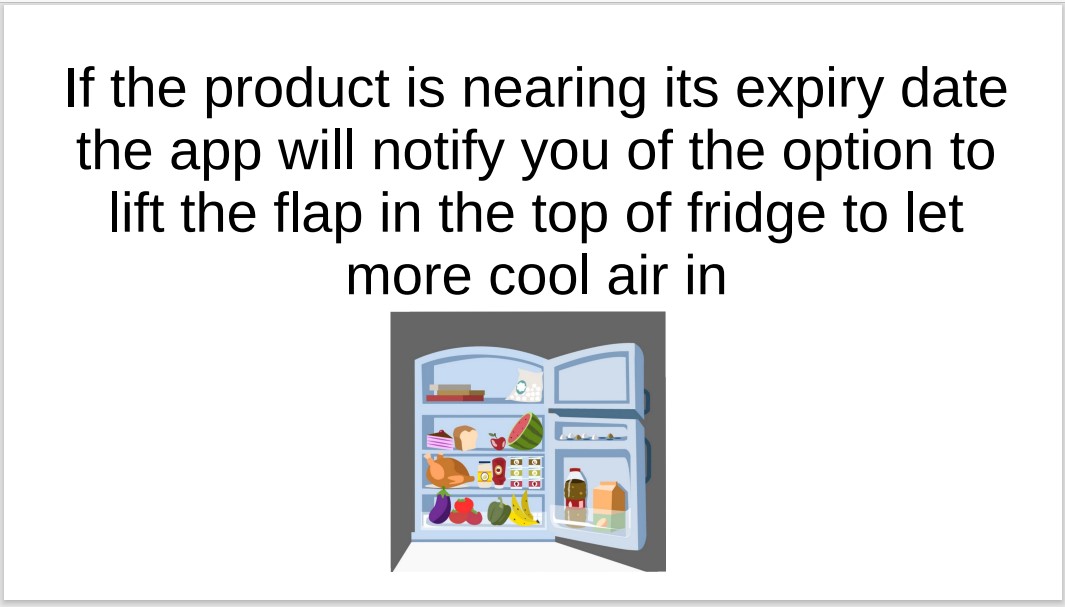 If the product is nearing its expiry date
the app will notify you of the option to
lift the flap in the top of fridge to let
more cool air in